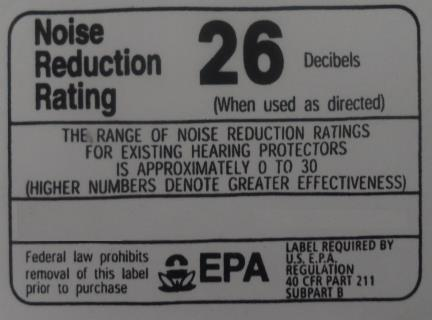 Noise
Reduction
Rating
26 Decibels
(When used as directed)
THE RANGE OF NOISE REDUCTION RATINGS
FOR EXISTING HEARING PROTECTORS
IS APPROXIMATELY 0 TO 30
(HIGHER NUMBERS DENOTE GREATER EFFECTIVENESS)
Federal law prohibits
removal of this label
prior to purchase
EPA
LABEL REQUIRED BY
U.S. E.P.A.
REGULATION
40 CFR PART 211
SUBPART B